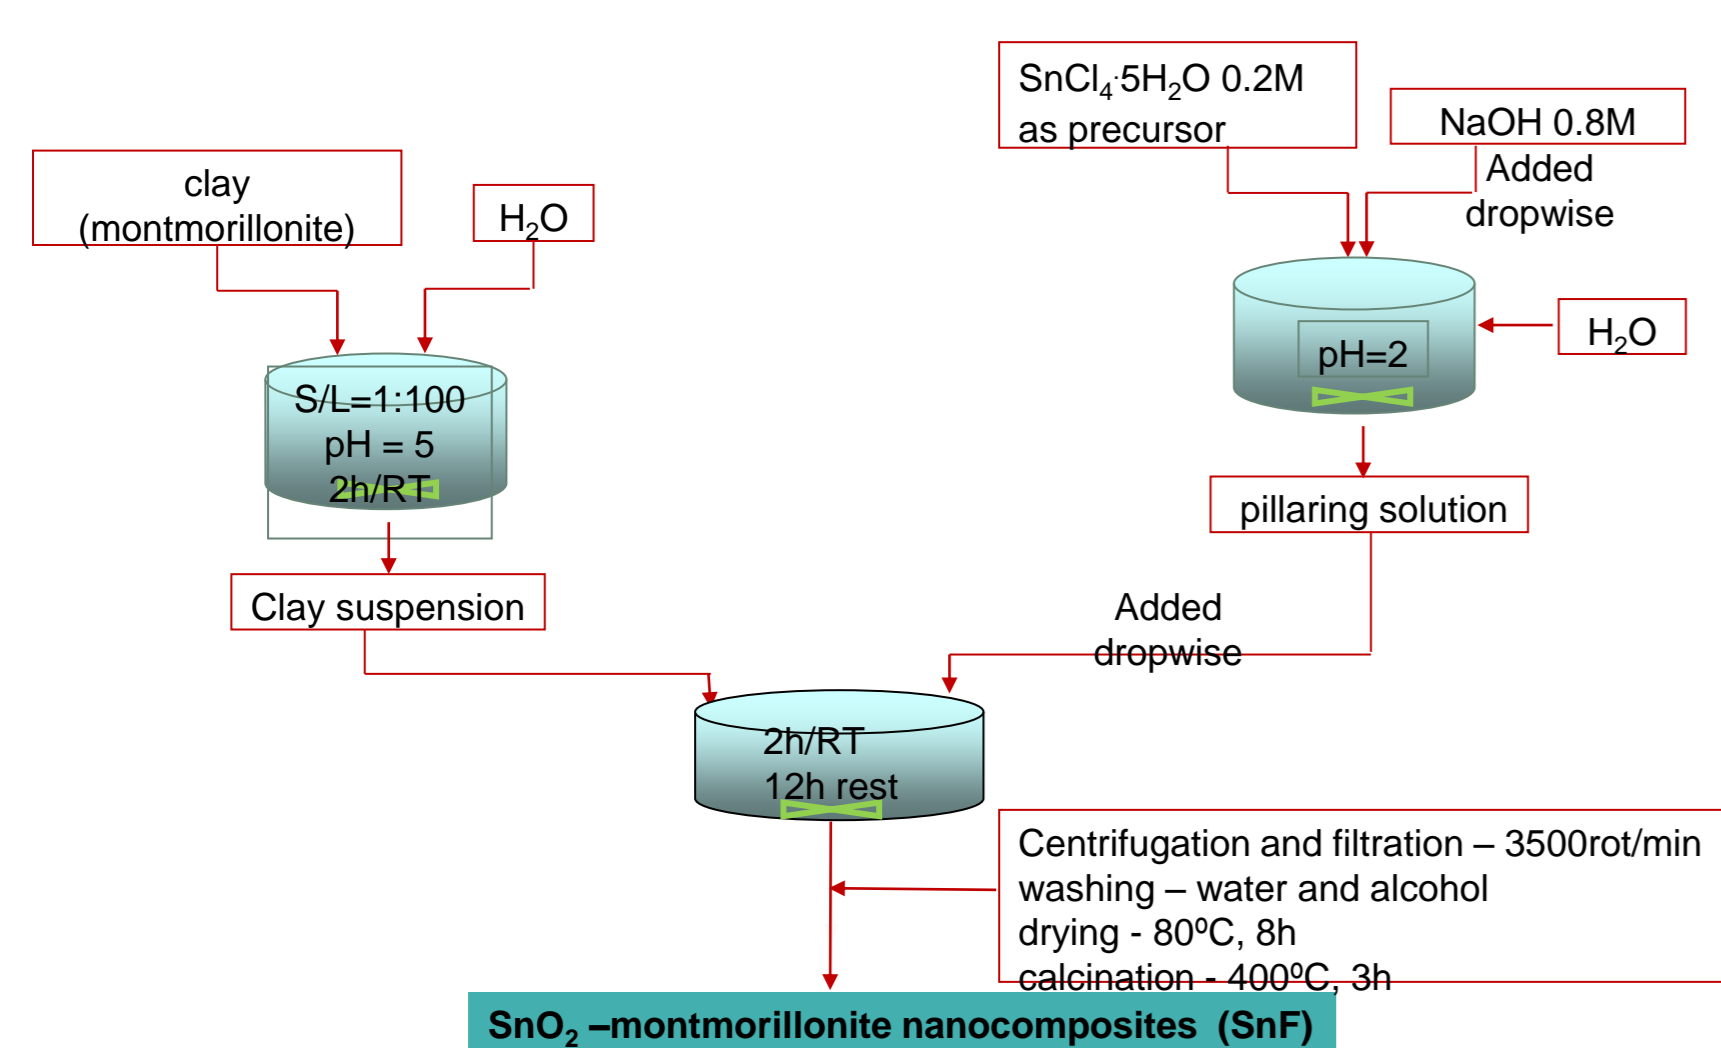 SnCl₄·5H₂O 0.2M
as precursor
NaOH 0.8M
Added
dropwise
clay
(montmorillonite)
H₂O
H₂O
pH=2
S/L=1:100
pH = 5
2h/RT
pillaring solution
Clay suspension
Added
dropwise
2h/RT
12h rest
Centrifugation and filtration – 3500rot/min
washing – water and alcohol
drying - 80⁰C, 8h
calcination - 400⁰C, 3h
SnO₂ –montmorillonite nanocomposites (SnF)